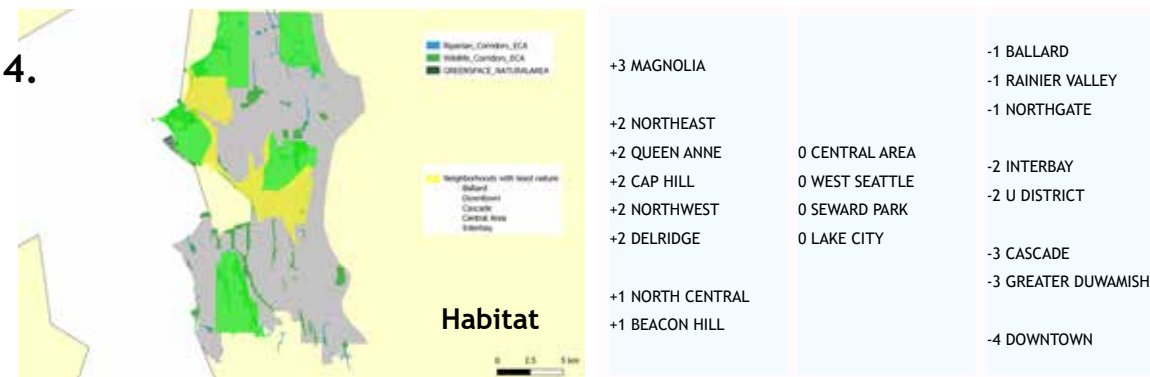 4.
Riparian_Corridors_ECA
Wildlife_Corridors_ECA
GREENSPACE_NATURALAREA
Neighborhoods with least nature
Ballard
Downtown
Cascade
Central Area
Interbay
Habitat
0 2.5 5 km
+3 MAGNOLIA
+2 NORTHEAST
+2 QUEEN ANNE
+2 CAP HILL
+2 NORTHWEST
+2 DELRIDGE
+1 NORTH CENTRAL
+1 BEACON HILL
0 CENTRAL AREA
0 WEST SEATTLE
0 SEWARD PARK
0 LAKE CITY
-1 BALLARD
-1 RAINIER VALLEY
-1 NORTHGATE
-2 INTERBAY
-2 U DISTRICT
-3 CASCADE
-3 GREATER DUWAMISH
-4 DOWNTOWN